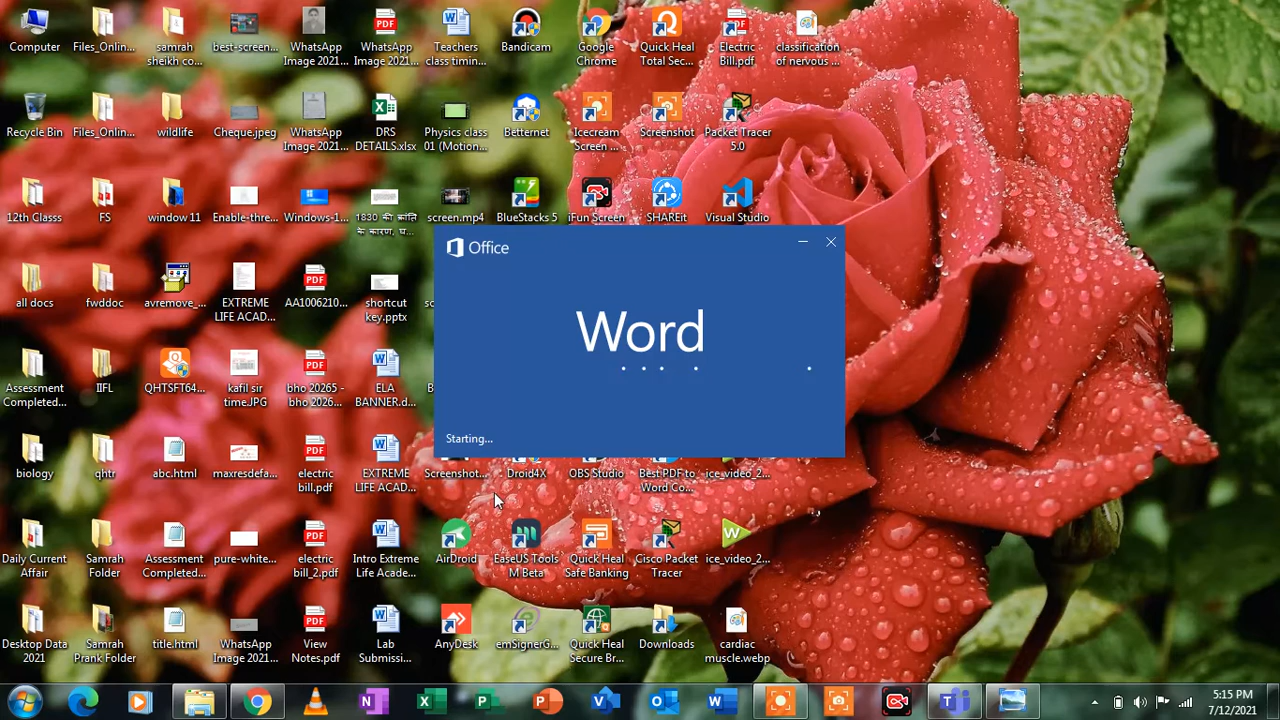 Computer
Files_Onlin...
samrah
sheikh co...
best-screen...
WhatsApp
Image 2021...
WhatsApp
Image 2021...
Teachers
class timin...
Bandicam
Google
Chrome
Quick Heal
Total Sec...
Electric
Bill.pdf
classification
of nervous ...
Recycle Bin
Files_Onlin...
wildlife
Cheque.jpeg
WhatsApp
Image 2021...
DRS
DETAILS.xlsx
Physics class
01 (Motion...
Betternet
Icecream
Screen ...
Screenshot
Packet Tracer
5.0
12th Classs
FS
window 11
Enable-thre...
Windows-1...
1830 की क्रांति
के कारण, घ...
screen.mp4
BlueStacks 5
iFun Screen
SHAREit
Visual Studio
Office
Word
Starting...
all docs
fwddoc
avremove_...
EXTREME
LIFE ACAD...
AA1006210...
shortcut
key.pptx
Assessment
Completed...
IIFL
QHTSFT64...
kafil sir
time.JPG
bho 20265 -
bho 2026...
ELA
BANNER.d...
biology
qhtr
abc.html
maxresdefa...
electric
bill.pdf
EXTREME
LIFE ACAD...
Screenshot...
Droid4X
OBS Studio
Best PDF to
Word Co...
ice_video_2...
Daily Current
Affair
Samrah
Folder
Assessment
Completed...
pure-white...
electric
bill_2.pdf
Intro Extreme
Life Acade...
AirDroid
EaseUS Tools
M Beta
Quick Heal
Safe Banking
Cisco Packet
Tracer
ice_video_2...
Desktop Data
2021
Samrah
Prank Folder
title.html
WhatsApp
Image 2021...
View
Notes.pdf
Lab
Submissi...
AnyDesk
emSignerG...
Quick Heal
Secure Br...
Downloads
cardiac
muscle.webp
5:15 PM
7/12/2021